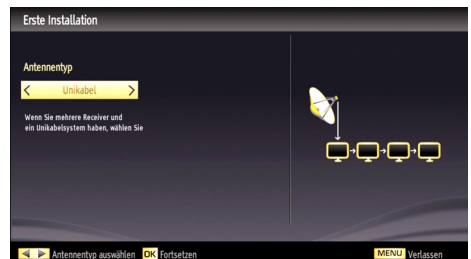 Erste Installation
Antennentyp
Unikabel
Wenn Sie mehrere Receiver und
ein Unikabelsystem haben, wählen Sie
Antennentyp auswählen OK Fortsetzen MENU Verlassen